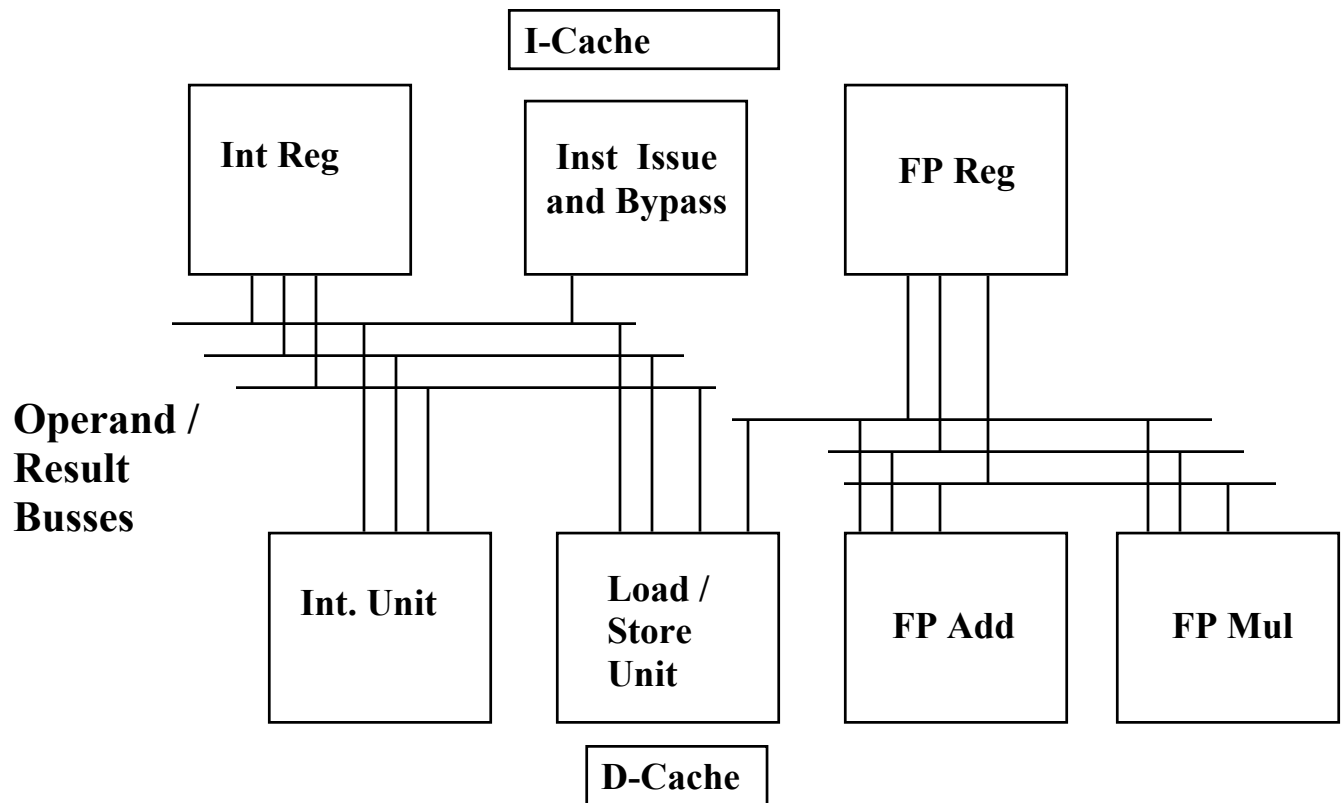 I-Cache
Int Reg
Inst Issue
and Bypass
FP Reg
Operand /
Result
Busses
Int. Unit
Load /
Store
Unit
FP Add
FP Mul
D-Cache